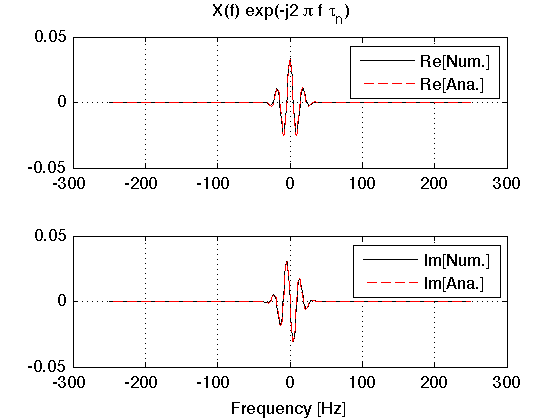 X(f) exp(-j2 π f τn)
0.05
0
-0.05
Re[Num.]
Re[Ana.]
-300 -200 -100 0 100 200 300
0.05
0
-0.05
Im[Num.]
Im[Ana.]
-300 -200 -100 0 100 200 300
Frequency [Hz]